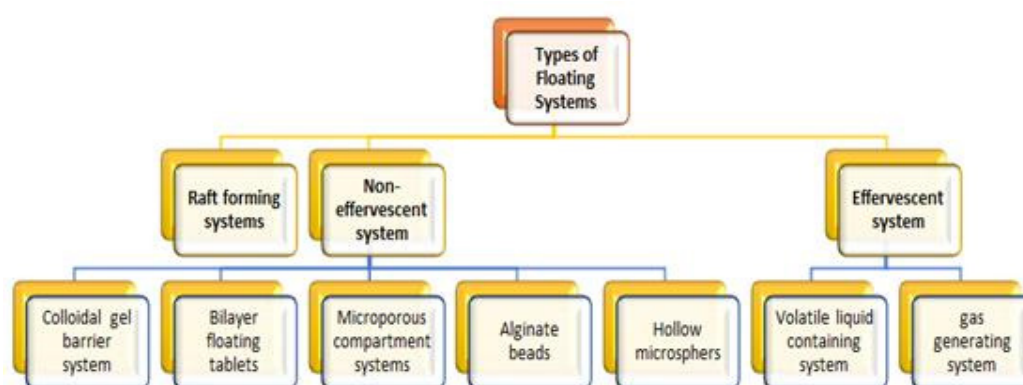 Types of
Floating
Systems
Raft forming
systems
Non-
effervescent
system
Effervescent
system
Colloidal gel
barrier
system
Bilayer
floating
tablets
Microporous
compartment
systems
Alginate
beads
Hollow
microsphers
Volatile liquid
containing
system
gas
generating
system